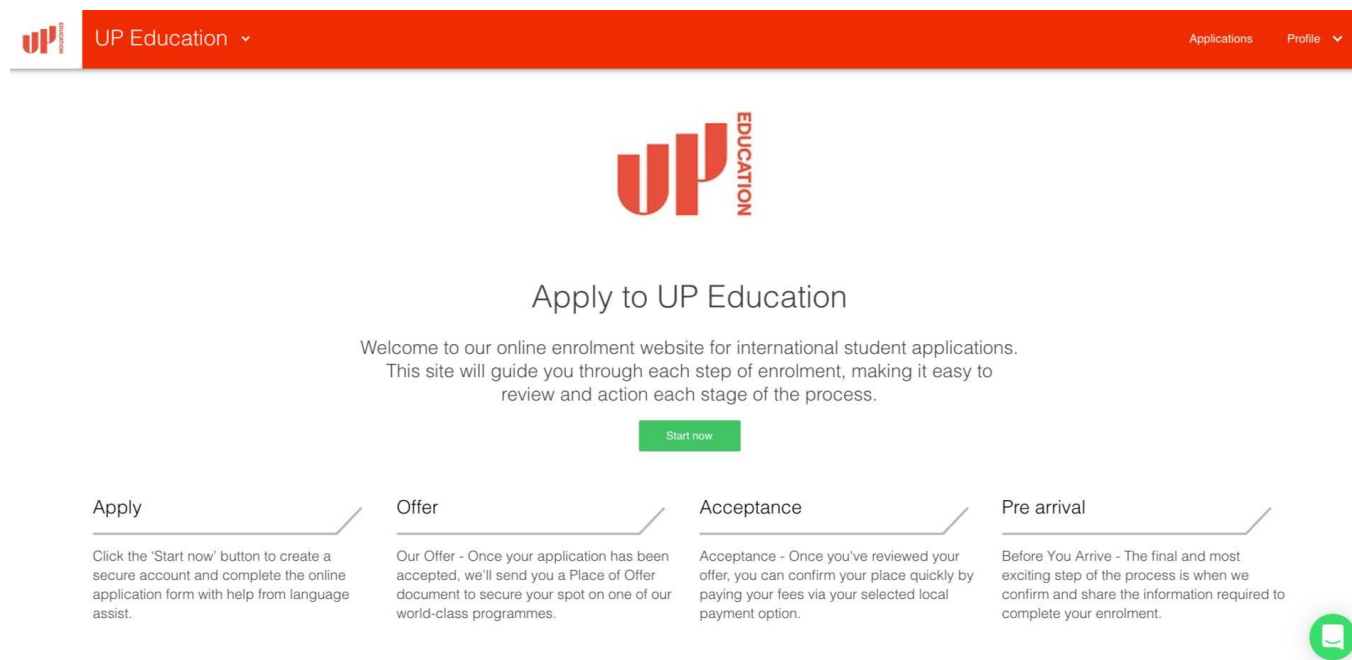 UP EDUCATION
UP Education
Applications
Profile
UP EDUCATION
Apply to UP Education
Welcome to our online enrolment website for international student applications.
This site will guide you through each step of enrolment, making it easy to
review and action each stage of the process.
Start now
Apply
Click the ‘Start now’ button to create a
secure account and complete the online
application form with help from language
assist.
Offer
Our Offer - Once your application has been
accepted, we'll send you a Place of Offer
document to secure your spot on one of our
world-class programmes.
Acceptance
Acceptance - Once you've reviewed your
offer, you can confirm your place quickly by
paying your fees via your selected local
payment option.
Pre arrival
Before You Arrive - The final and most
exciting step of the process is when we
confirm and share the information required to
complete your enrolment.